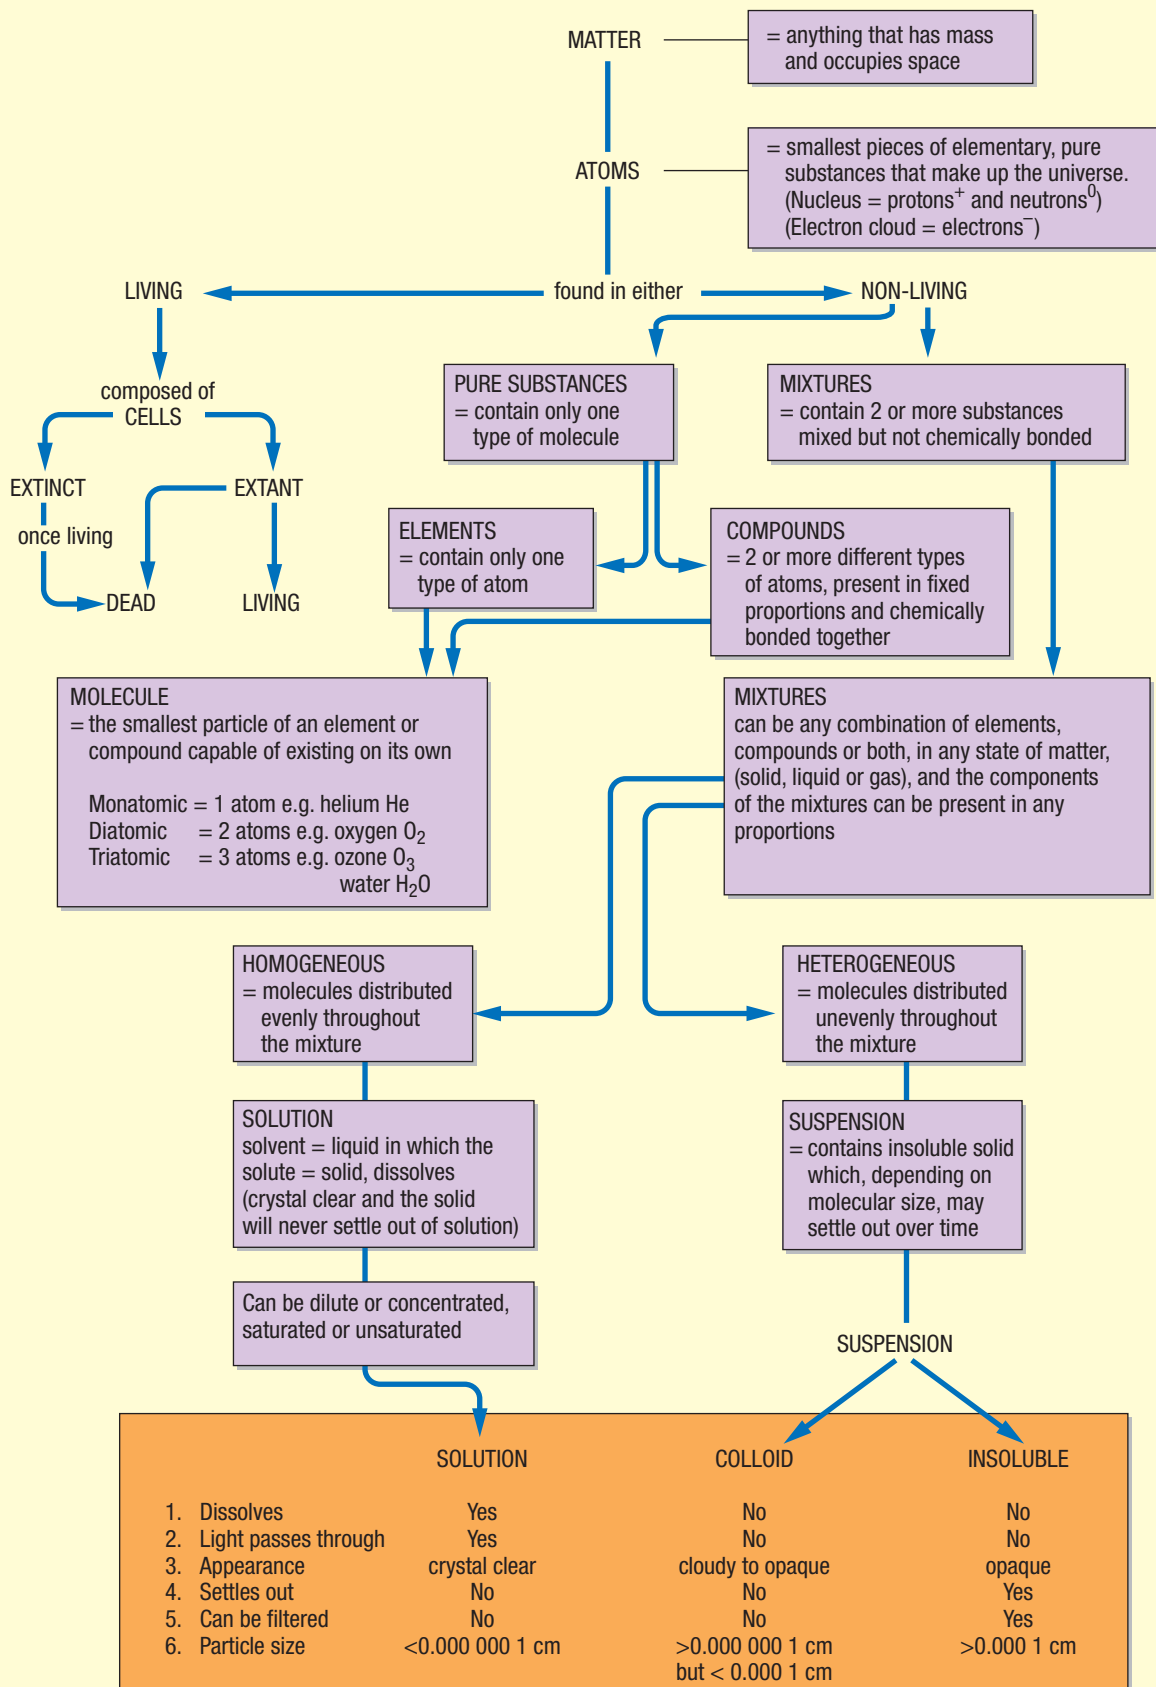 MATTER
= anything that has mass
and occupies space
ATOMS
= smallest pieces of elementary, pure
substances that make up the universe.
(Nucleus = protons⁺ and neutrons⁰)
(Electron cloud = electrons⁻)
LIVING
found in either
NON-LIVING
composed of
CELLS
PURE SUBSTANCES
= contain only one
type of molecule
MIXTURES
= contain 2 or more substances
mixed but not chemically bonded
EXTINCT
EXTANT
once living
DEAD
LIVING
ELEMENTS
= contain only one
type of atom
COMPOUNDS
= 2 or more different types
of atoms, present in fixed
proportions and chemically
bonded together
MOLECULE
= the smallest particle of an element or
compound capable of existing on its own
Monatomic = 1 atom e.g. helium He
Diatomic = 2 atoms e.g. oxygen O₂
Triatomic = 3 atoms e.g. ozone O₃
water H₂O
MIXTURES
can be any combination of elements,
compounds or both, in any state of matter,
(solid, liquid or gas), and the components
of the mixtures can be present in any
proportions
HOMOGENEOUS
= molecules distributed
evenly throughout
the mixture
HETEROGENEOUS
= molecules distributed
unevenly throughout
the mixture
SOLUTION
solvent = liquid in which the
solute = solid, dissolves
(crystal clear and the solid
will never settle out of solution)
SUSPENSION
= contains insoluble solid
which, depending on
molecular size, may
settle out over time
Can be dilute or concentrated,
saturated or unsaturated
SUSPENSION
SOLUTION COLLOID INSOLUBLE
1. Dissolves Yes No No
2. Light passes through Yes No No
3. Appearance crystal clear cloudy to opaque opaque
4. Settles out No No Yes
5. Can be filtered No No Yes
6. Particle size <0.000 000 1 cm >0.000 000 1 cm >0.000 1 cm
but < 0.000 1 cm